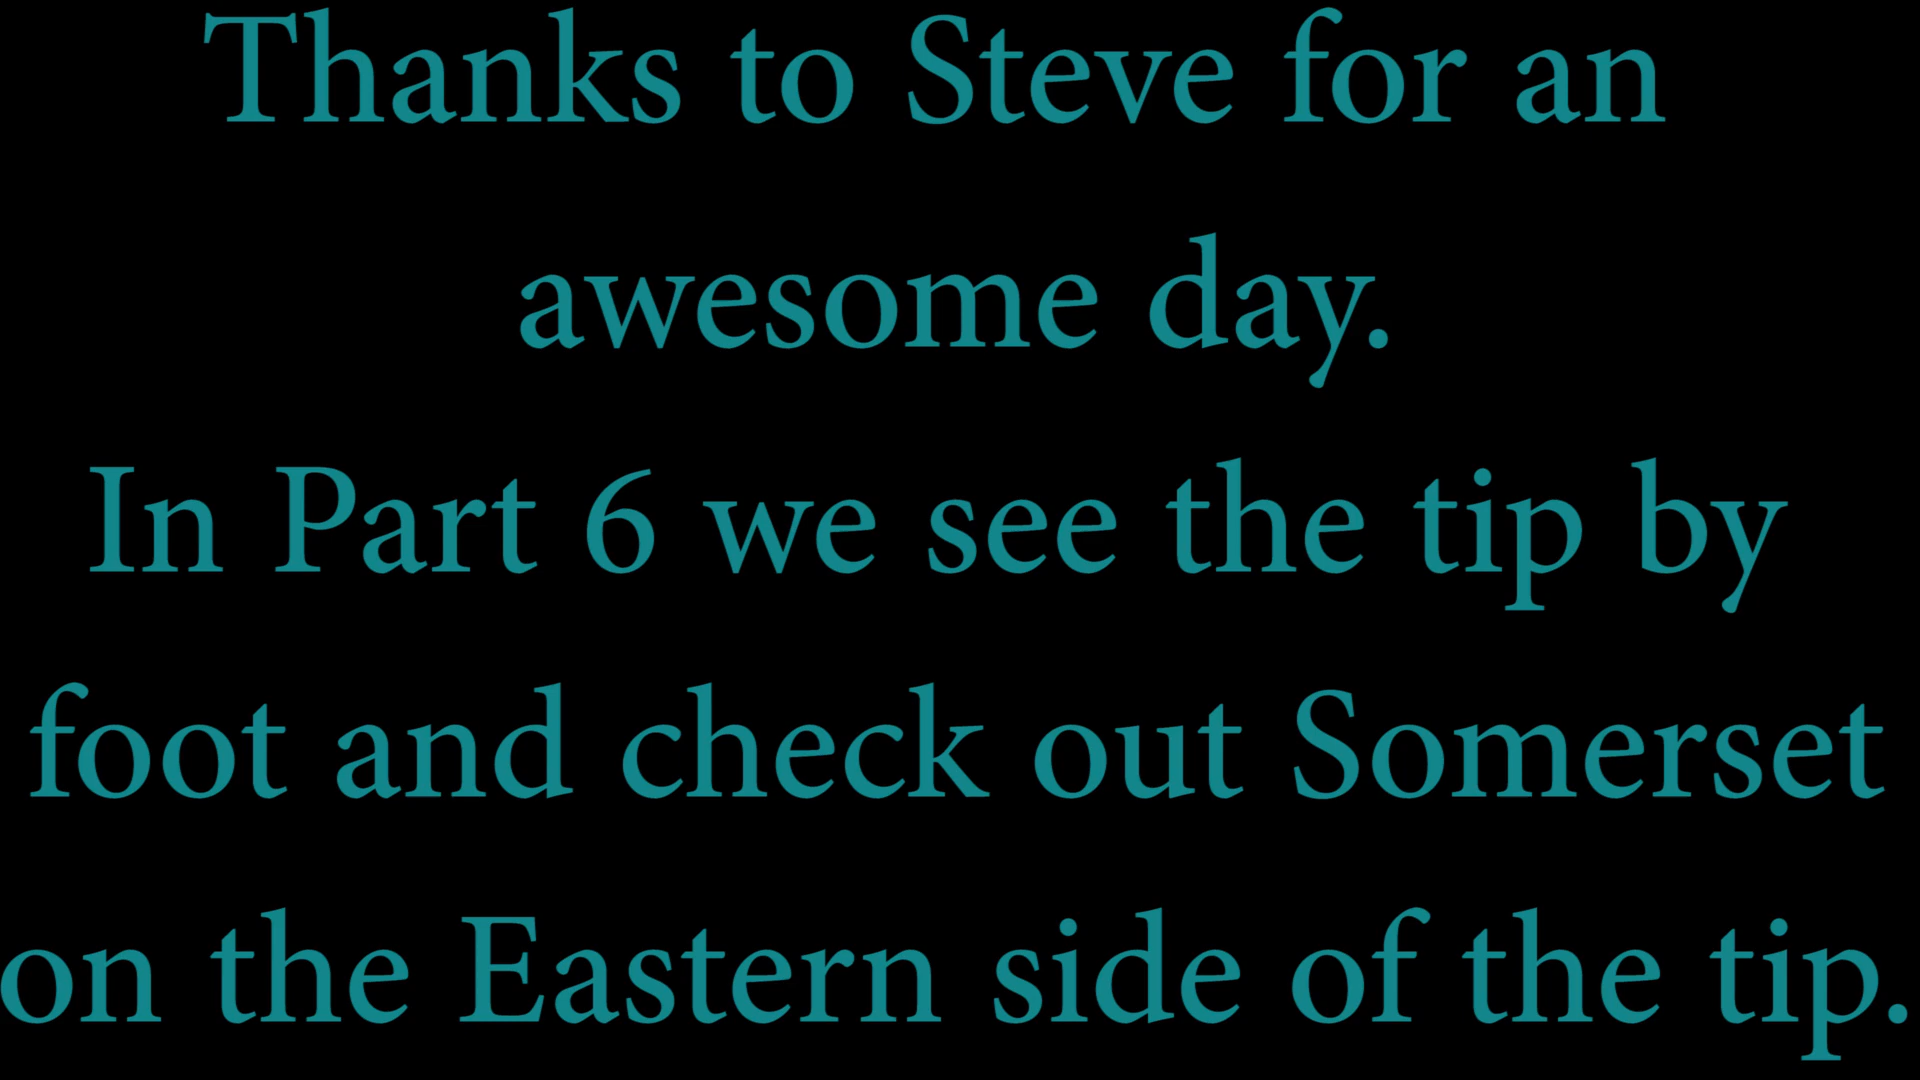 Thanks to Steve for an
awesome day.
In Part 6 we see the tip by
foot and check out Somerset
on the Eastern side of the tip.